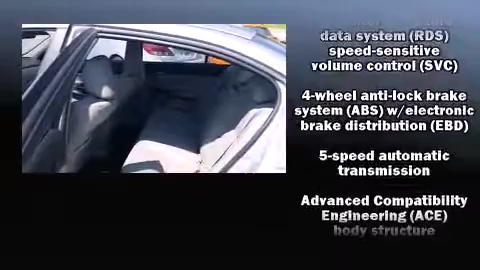 data system (RDS)
speed-sensitive
volume control (SVC)
4-wheel anti-lock brake
system (ABS) w/electronic
brake distribution (EBD)
5-speed automatic
transmission
Advanced Compatibility
Engineering (ACE)
body structure